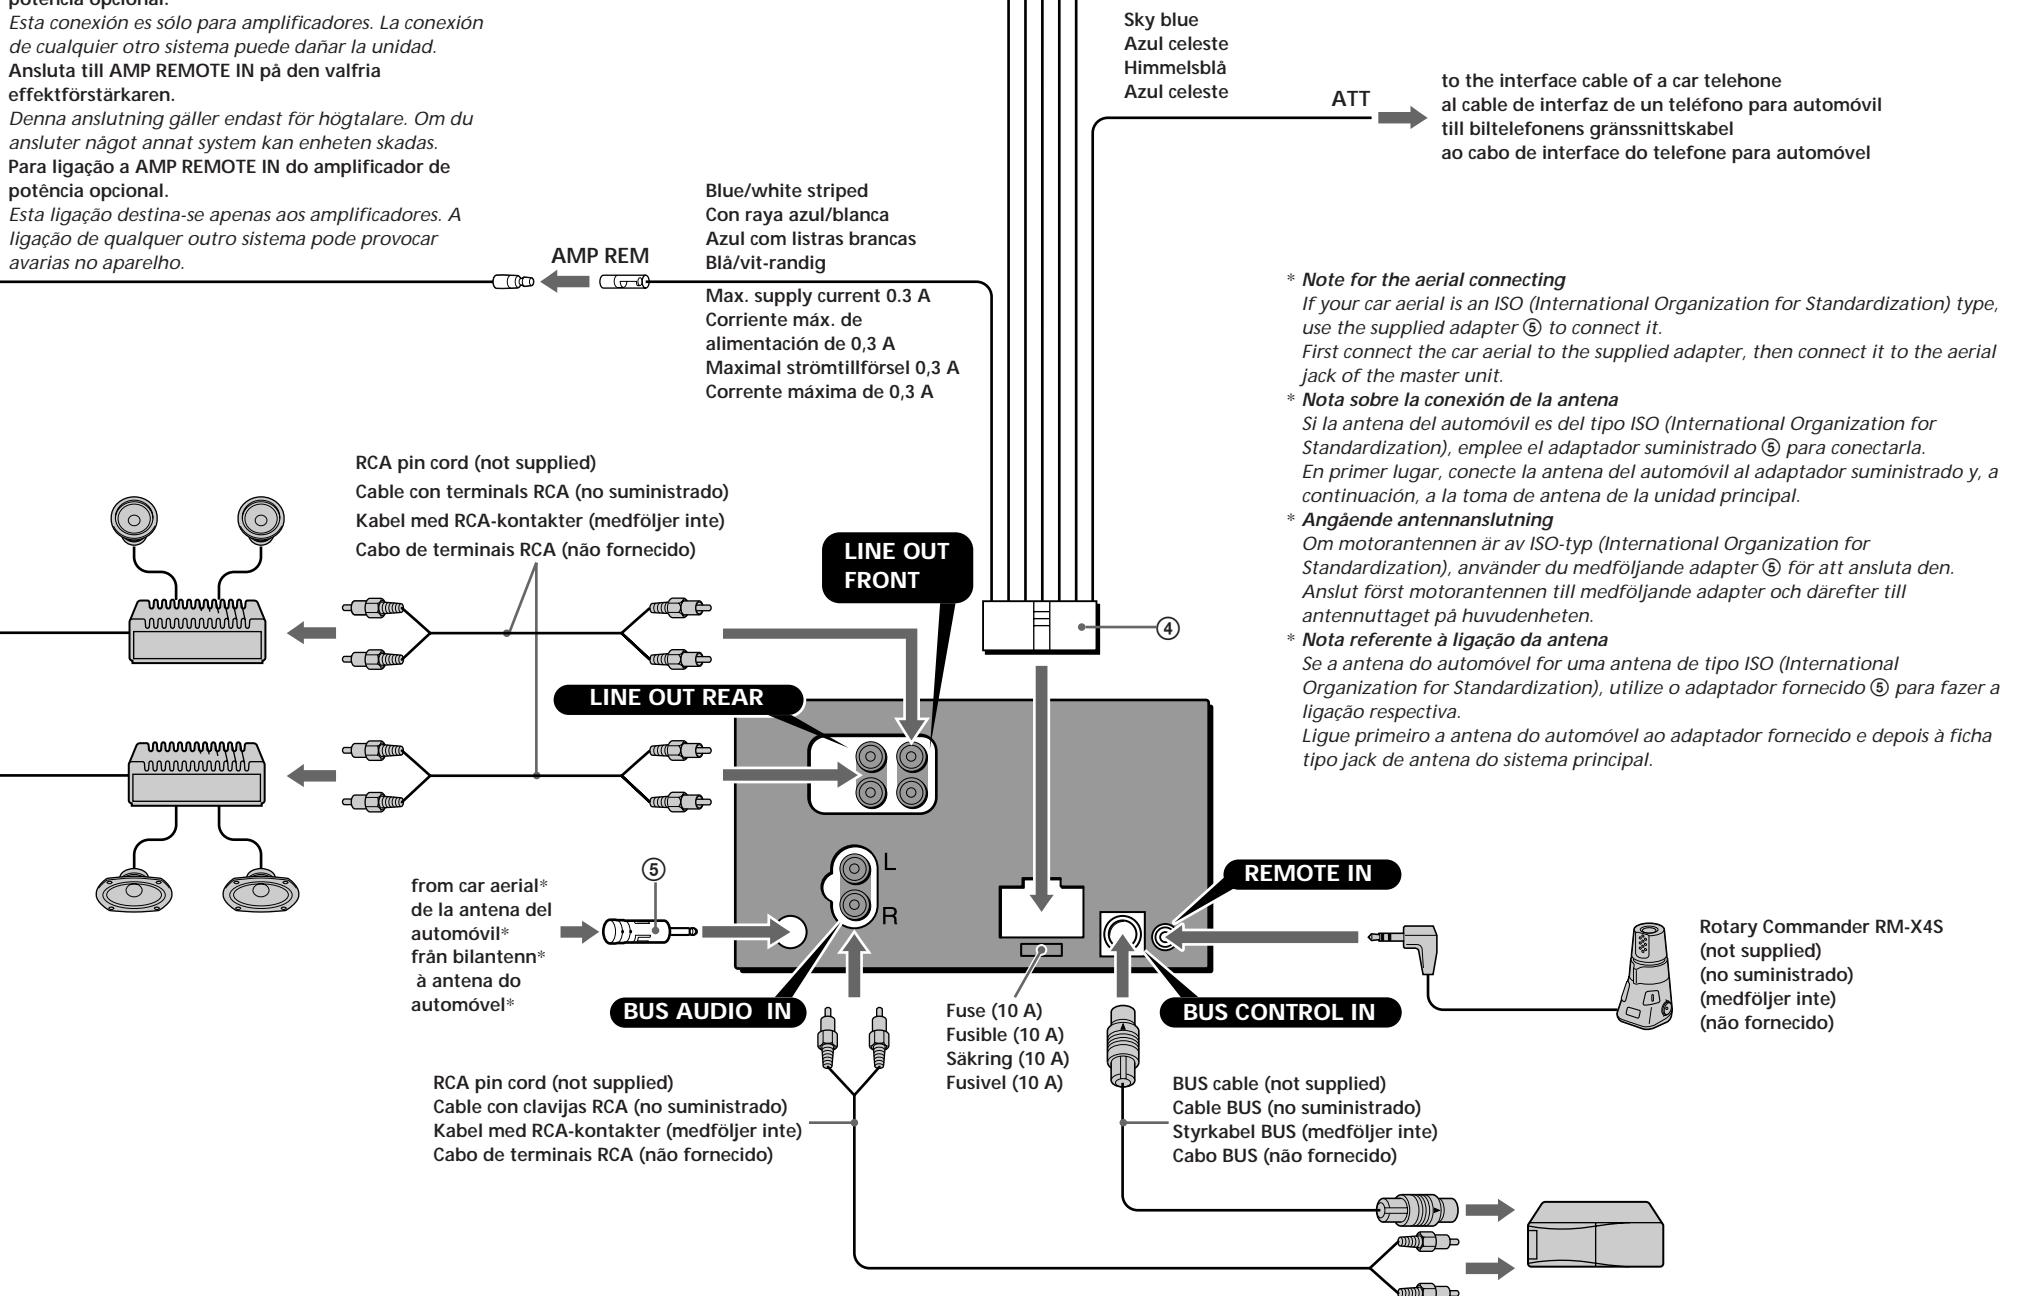 potencia opcional.
Esta conexión es sólo para amplificadores. La conexión
de cualquier otro sistema puede dañar la unidad.
Ansluta till AMP REMOTE IN på den valfria
effektförstärkaren.
Denna anslutning gäller endast för högtalare. Om du
ansluter något annat system kan enheten skadas.
Para ligação a AMP REMOTE IN do amplificador de
potência opcional.
Esta ligação destina-se apenas aos amplificadores. A
ligação de qualquer outro sistema pode provocar
avarias no aparelho.
AMP REM
Blue/white striped
Con raya azul/blanca
Azul com listras brancas
Blå/vit-randig
Max. supply current 0.3 A
Corriente máx. de
alimentación de 0,3 A
Maximal strömtillförsel 0,3 A
Corrente máxima de 0,3 A
Sky blue
Azul celeste
Himmelsblå
Azul celeste
ATT
to the interface cable of a car telehone
al cable de interfaz de un teléfono para automóvil
till biltelefonens gränssnittskabel
ao cabo de interface do telefone para automóvel
* Note for the aerial connecting
If your car aerial is an ISO (International Organization for Standardization) type,
use the supplied adapter ⑤ to connect it.
First connect the car aerial to the supplied adapter, then connect it to the aerial
jack of the master unit.
* Nota sobre la conexión de la antena
Si la antena del automóvil es del tipo ISO (International Organization for
Standardization), emplee el adaptador suministrado ⑤ para conectarla.
En primer lugar, conecte la antena del automóvil al adaptador suministrado y, a
continuación, a la toma de antena de la unidad principal.
* Angående antennanslutning
Om motorantennen är av ISO-typ (International Organization for
Standardization), använder du medföljande adapter ⑤ för att ansluta den.
Anslut först motorantennen till medföljande adapter och därefter till
antennuttaget på huvudenheten.
* Nota referente à ligação da antena
Se a antena do automóvel for uma antena de tipo ISO (International
Organization for Standardization), utilize o adaptador fornecido ⑤ para fazer a
ligação respectiva.
Ligue primeiro a antena do automóvel ao adaptador fornecido e depois à ficha
tipo jack de antena do sistema principal.
RCA pin cord (not supplied)
Cable con terminals RCA (no suministrado)
Kabel med RCA-kontakter (medföljer inte)
Cabo de terminais RCA (não fornecido)
LINE OUT
FRONT
④
LINE OUT REAR
⑤
from car aerial*
de la antena del
automóvil*
från bilantenn*
à antena do
automóvel*
L
R
REMOTE IN
BUS AUDIO IN
Fuse (10 A)
Fusible (10 A)
Säkring (10 A)
Fusivel (10 A)
BUS CONTROL IN
Rotary Commander RM-X4S
(not supplied)
(no suministrado)
(medföljer inte)
(não fornecido)
RCA pin cord (not supplied)
Cable con clavijas RCA (no suministrado)
Kabel med RCA-kontakter (medföljer inte)
Cabo de terminais RCA (não fornecido)
BUS cable (not supplied)
Cable BUS (no suministrado)
Styrkabel BUS (medföljer inte)
Cabo BUS (não fornecido)